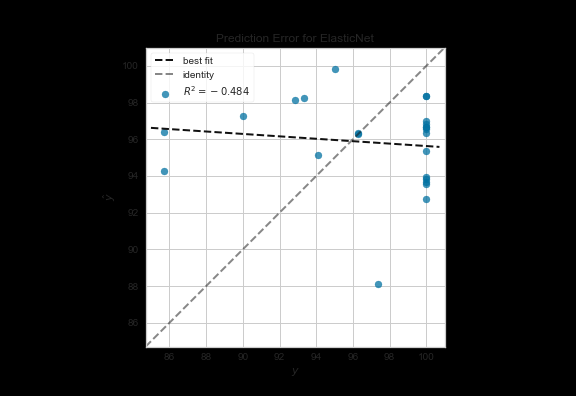 Prediction Error for ElasticNet
best fit
identity
R² = −0.484
100
98
96
94
92
90
88
86
ŷ
86 88 90 92 94 96 98 100
y